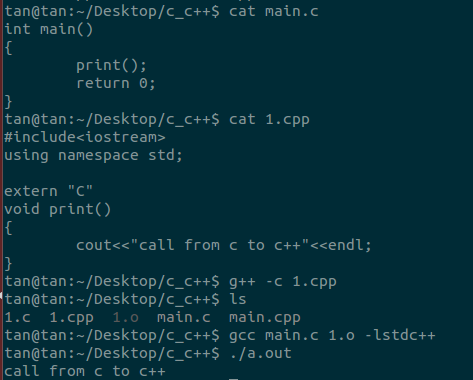 tan@tan:~/Desktop/c_c++$ cat main.c
int main()
{
        print();
        return 0;
}
tan@tan:~/Desktop/c_c++$ cat 1.cpp
#include<iostream>
using namespace std;

extern "C"
void print()
{
        cout<<"call from c to c++"<<endl;
}
tan@tan:~/Desktop/c_c++$ g++ -c 1.cpp
tan@tan:~/Desktop/c_c++$ ls
1.c  1.cpp  1.o  main.c  main.cpp
tan@tan:~/Desktop/c_c++$ gcc main.c 1.o -lstdc++
tan@tan:~/Desktop/c_c++$ ./a.out
call from c to c++